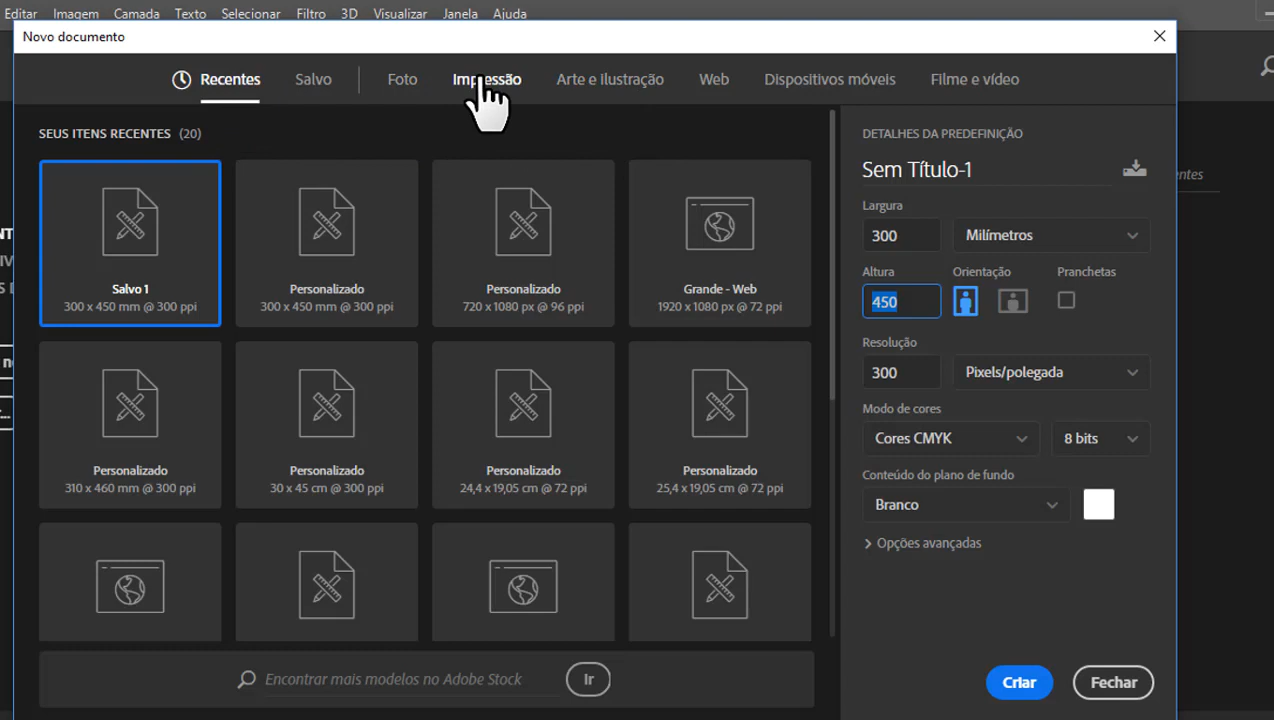 Editar Imagem Camada Texto Selecionar Filtro 3D Visualizar Janela Ajuda
Novo documento
Recentes Salvo Foto Impressão Arte e Ilustração Web Dispositivos móveis Filme e vídeo
SEUS ITENS RECENTES (20)
Salvo 1
300 x 450 mm @ 300 ppi
Personalizado
300 x 450 mm @ 300 ppi
Personalizado
720 x 1080 px @ 96 ppi
Grande - Web
1920 x 1080 px @ 72 ppi
Personalizado
310 x 460 mm @ 300 ppi
Personalizado
30 x 45 cm @ 300 ppi
Personalizado
24,4 x 19,05 cm @ 72 ppi
Personalizado
25,4 x 19,05 cm @ 72 ppi
Encontrar mais modelos no Adobe Stock Ir
DETALHES DA PREDEFINIÇÃO
Sem Título-1
Largura
300 Milímetros
Altura Orientação Pranchetas
450
Resolução
300 Pixels/polegada
Modo de cores
Cores CMYK 8 bits
Conteúdo do plano de fundo
Branco
Opções avançadas
Criar Fechar